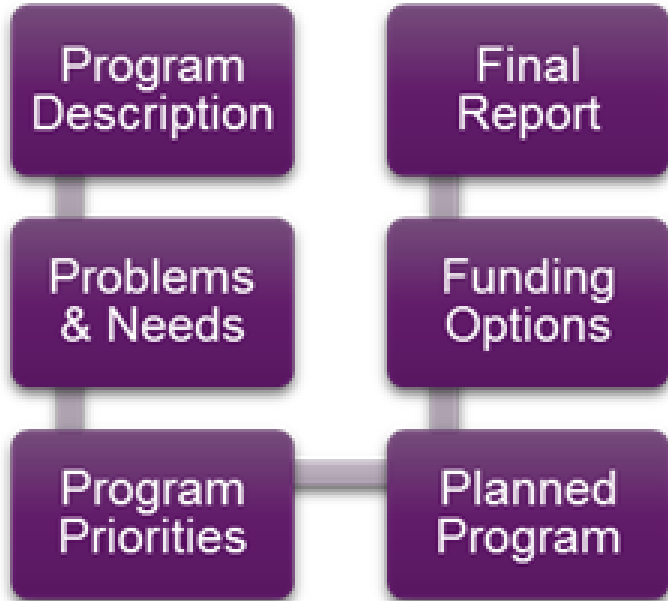 Program
Description
Problems
& Needs
Program
Priorities
Planned
Program
Funding
Options
Final
Report